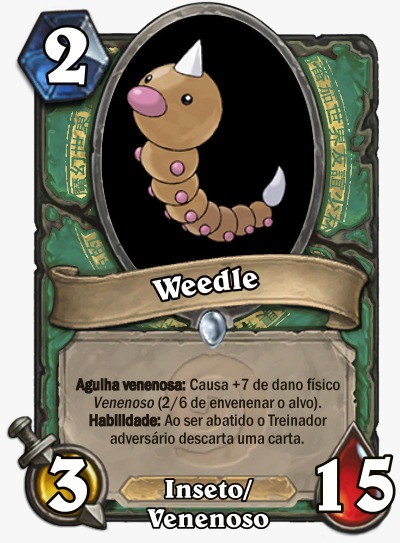 2
Weedle
Agulha venenosa: Causa +7 de dano físico
Venenoso (2/6 de envenenar o alvo).
Habilidade: Ao ser abatido o Treinador
adversário descarta uma carta.
3
Inseto/
Venenoso
15